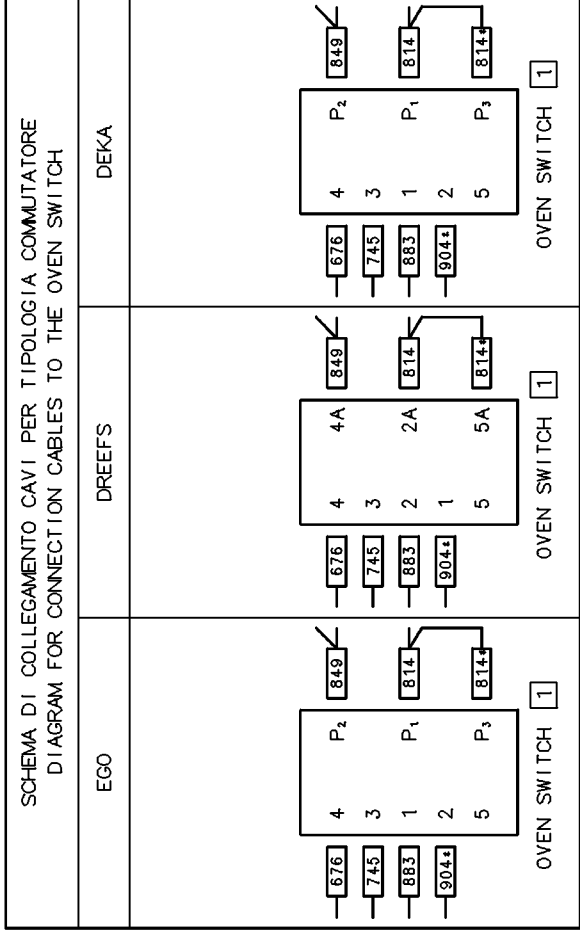 SCHEMA DI COLLEGAMENTO CAVI PER TIPOLOGIA COMMUTATORE
DIAGRAM FOR CONNECTION CABLES TO THE OVEN SWITCH
EGO
DREEFS
DEKA
676 4 P2 849
745 3
883 1 P1 814
904* 2
5 P3 814*
OVEN SWITCH 1
676 4 4A 849
745 3
883 2 2A 814
904* 1
5 5A 814*
OVEN SWITCH 1
676 4 P2 849
745 3
883 1 P1 814
904* 2
5 P3 814*
OVEN SWITCH 1